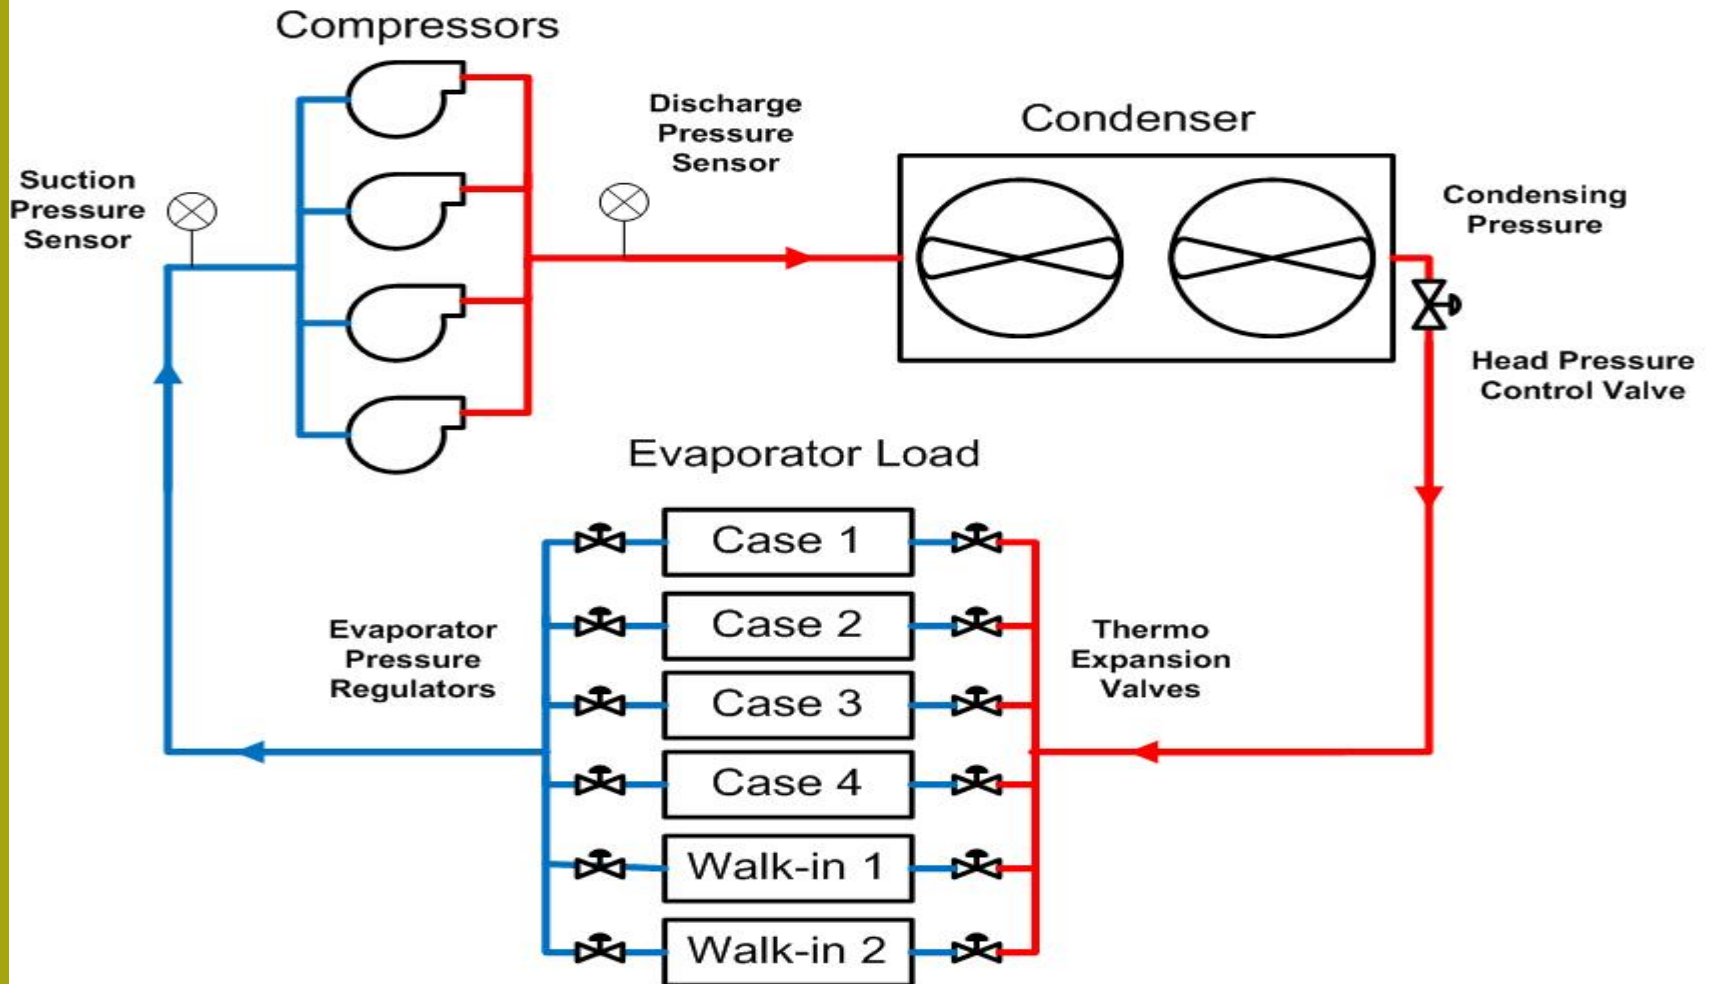 Compressors
Discharge
Pressure
Sensor
Condenser
Suction
Pressure
Sensor
Condensing
Pressure
Head Pressure
Control Valve
Evaporator Load
Case 1
Case 2
Case 3
Case 4
Walk-in 1
Walk-in 2
Evaporator
Pressure
Regulators
Thermo
Expansion
Valves